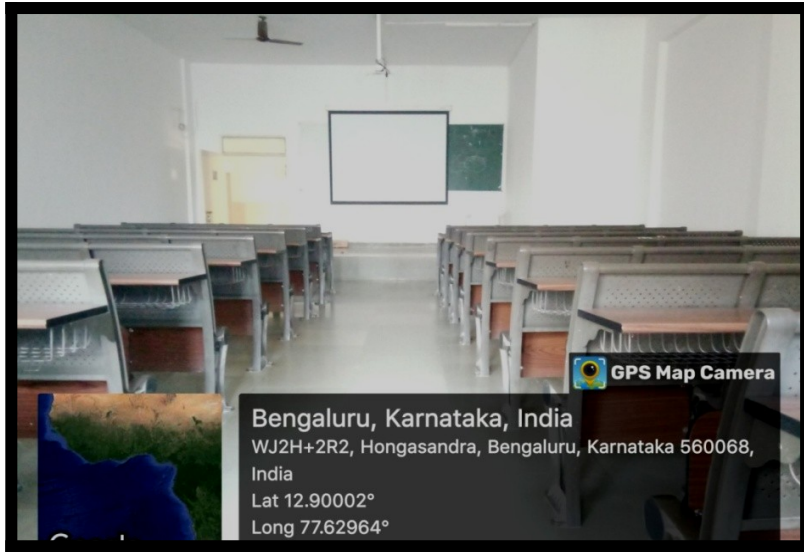 GPS Map Camera
Bengaluru, Karnataka, India
WJ2H+2R2, Hongasandra, Bengaluru, Karnataka 560068,
India
Lat 12.90002°
Long 77.62964°